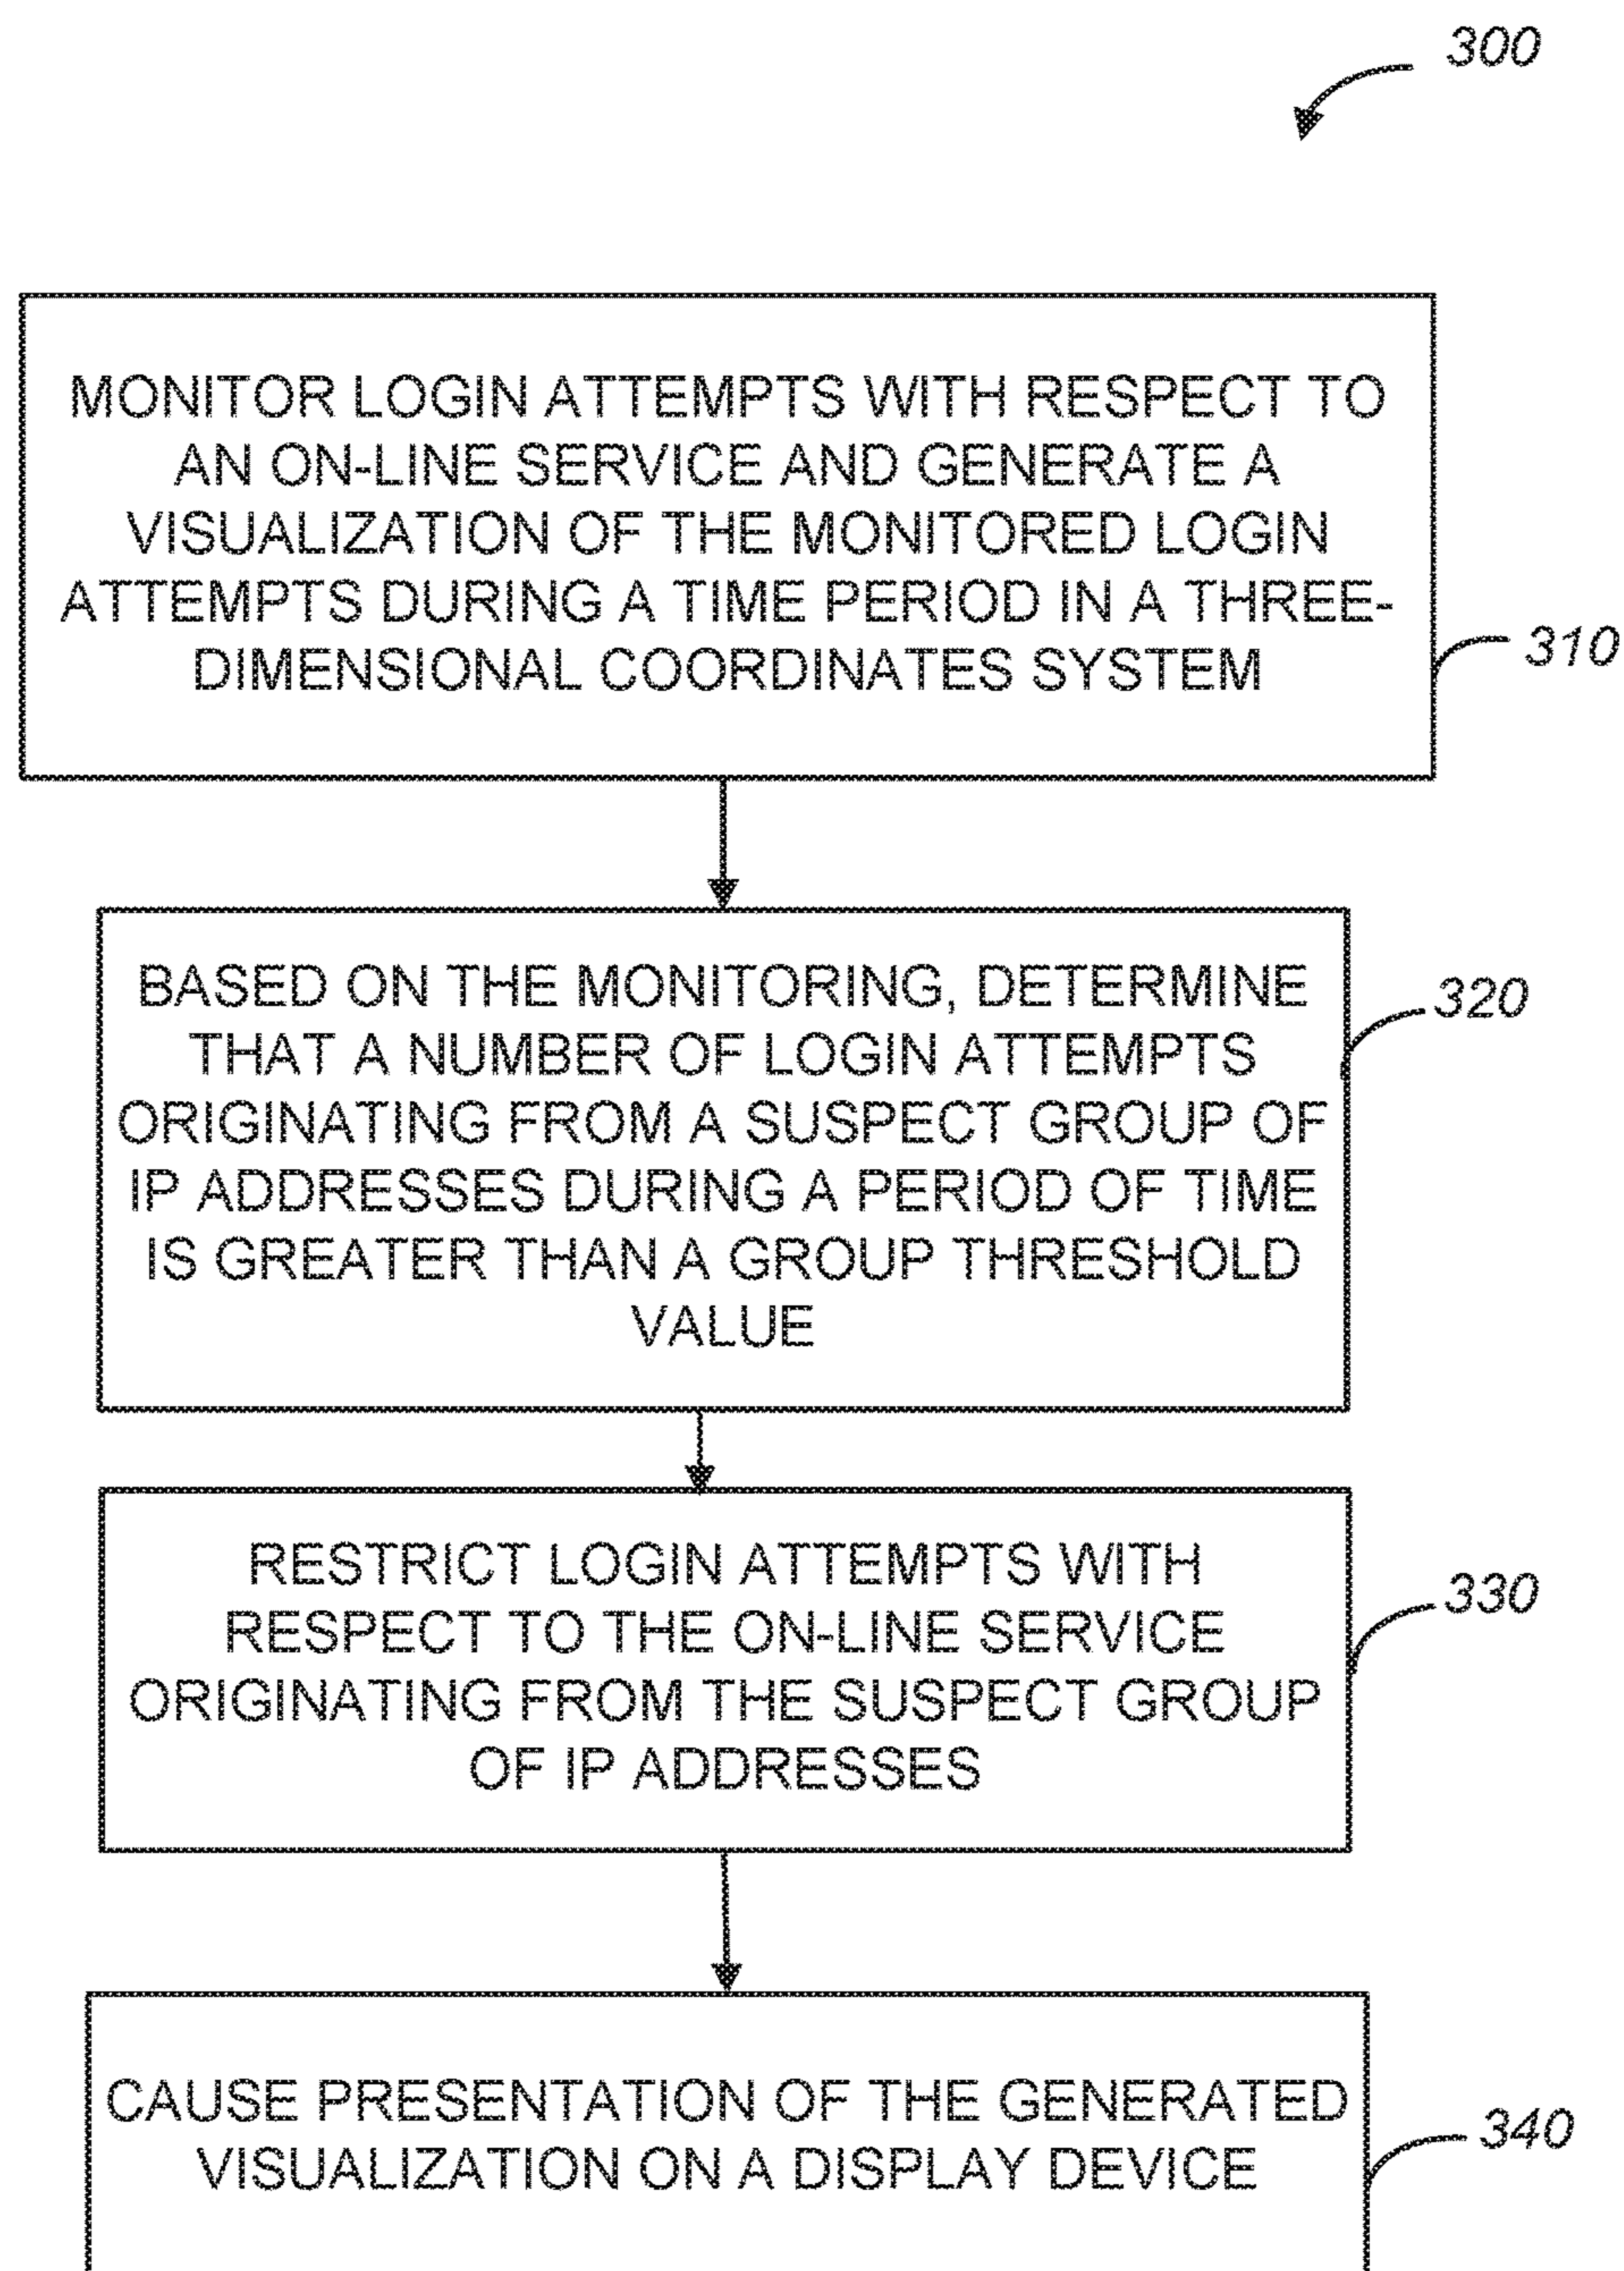 300
MONITOR LOGIN ATTEMPTS WITH RESPECT TO
AN ON-LINE SERVICE AND GENERATE A
VISUALIZATION OF THE MONITORED LOGIN
ATTEMPTS DURING A TIME PERIOD IN A THREE-
DIMENSIONAL COORDINATES SYSTEM
310
BASED ON THE MONITORING, DETERMINE
THAT A NUMBER OF LOGIN ATTEMPTS
ORIGINATING FROM A SUSPECT GROUP OF
IP ADDRESSES DURING A PERIOD OF TIME
IS GREATER THAN A GROUP THRESHOLD
VALUE
320
RESTRICT LOGIN ATTEMPTS WITH
RESPECT TO THE ON-LINE SERVICE
ORIGINATING FROM THE SUSPECT GROUP
OF IP ADDRESSES
330
CAUSE PRESENTATION OF THE GENERATED
VISUALIZATION ON A DISPLAY DEVICE
340